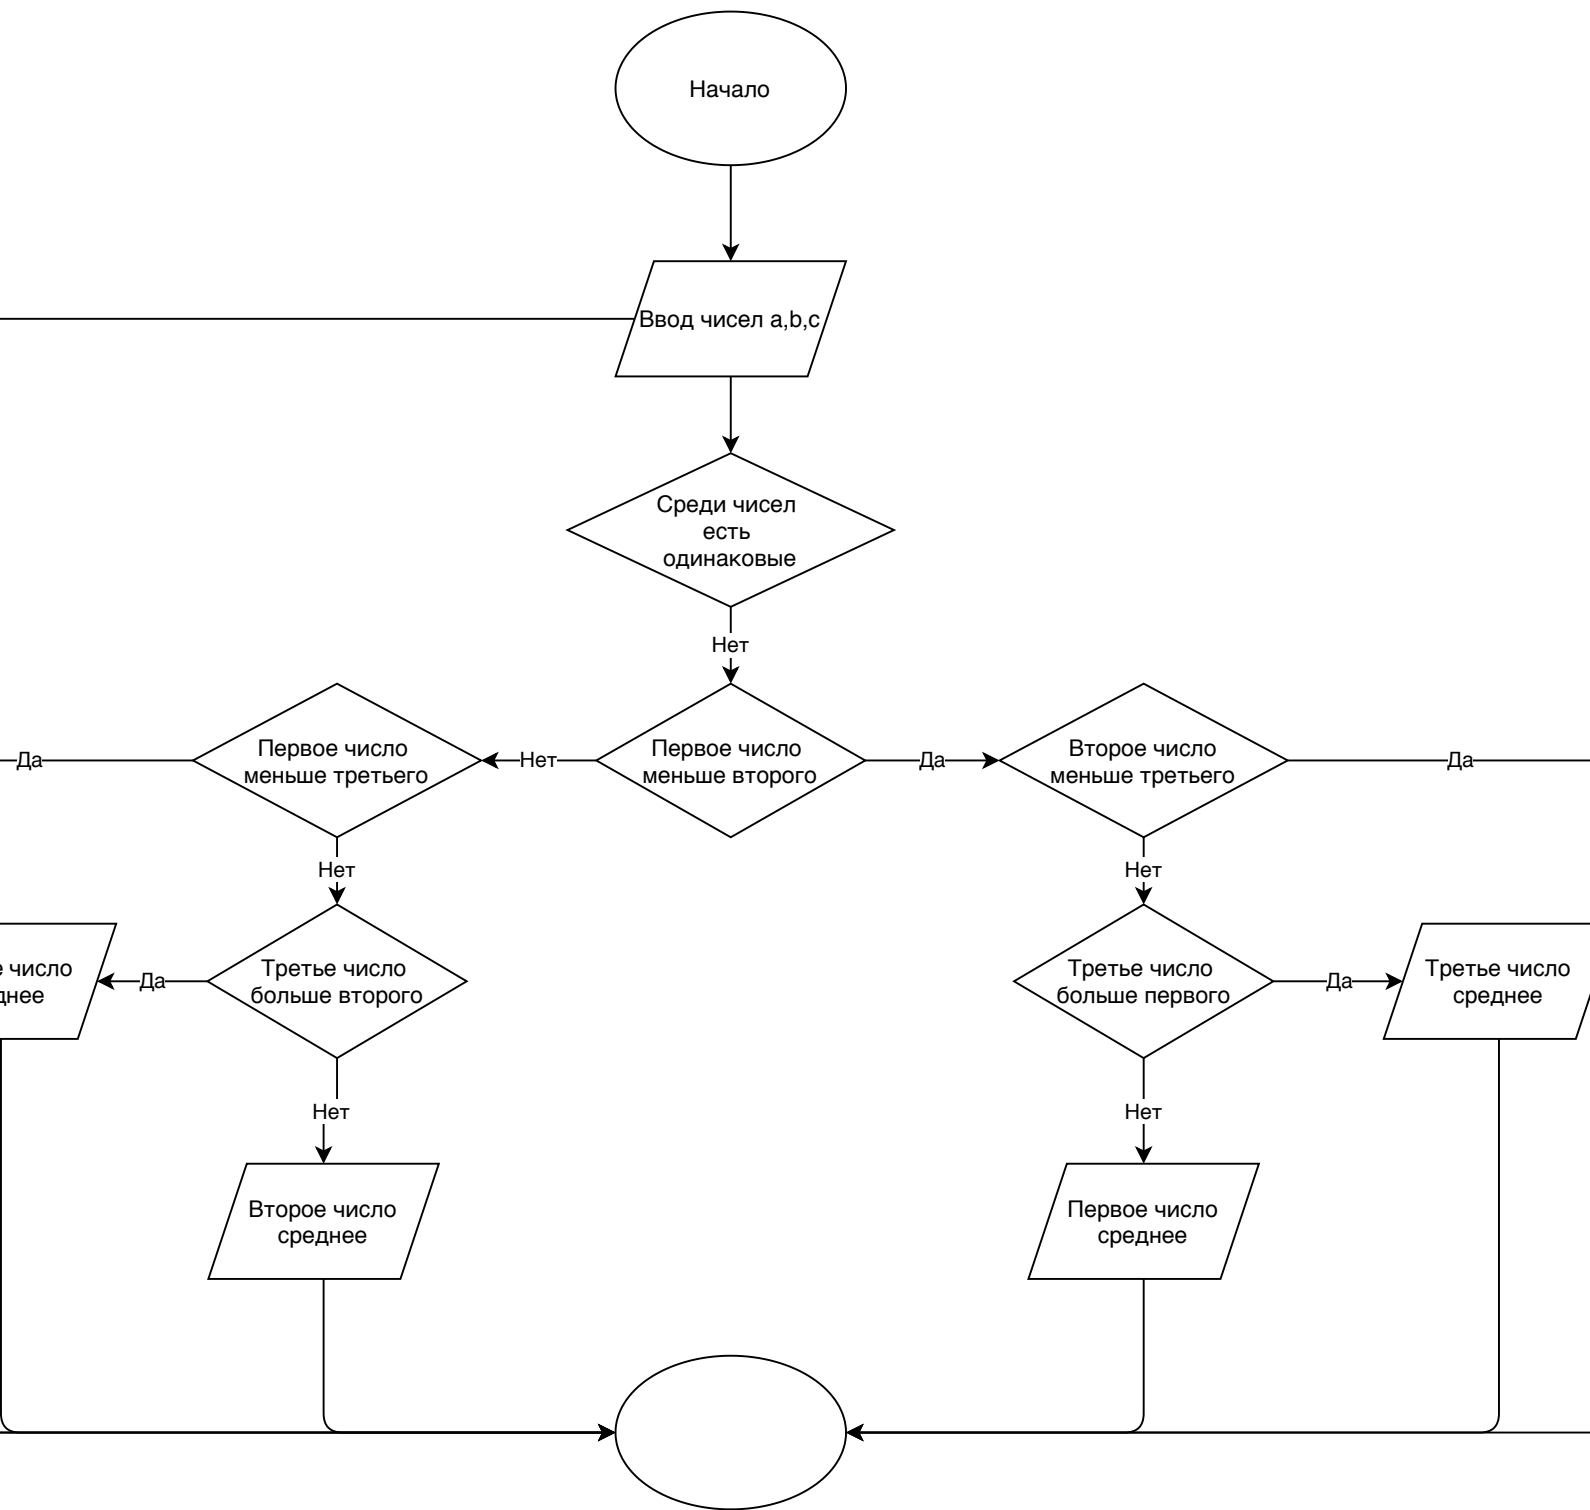 Начало
Ввод чисел a,b,c
Среди чисел
есть
одинаковые
Нет
Да
Первое число
меньше третьего
Нет
Первое число
меньше второго
Да
Второе число
меньше третьего
Да
Нет
Нет
число
Да
Третье число
больше второго
Третье число
больше первого
Да
Третье число
среднее
Нет
Нет
Второе число
среднее
Первое число
среднее